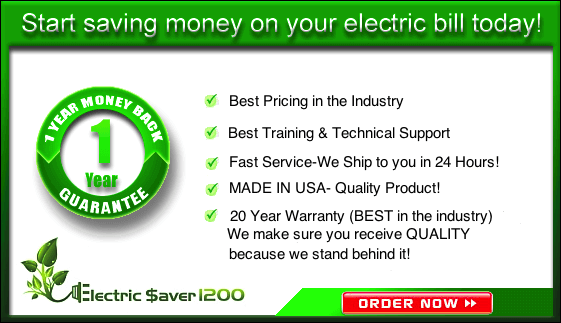 Start saving money on your electric bill today!
1 YEAR MONEY BACK
1
Year
GUARANTEE
Best Pricing in the Industry
Best Training & Technical Support
Fast Service-We Ship to you in 24 Hours!
MADE IN USA- Quality Product!
20 Year Warranty (BEST in the industry)
We make sure you receive QUALITY
because we stand behind it!
Electric $aver 1200
ORDER NOW